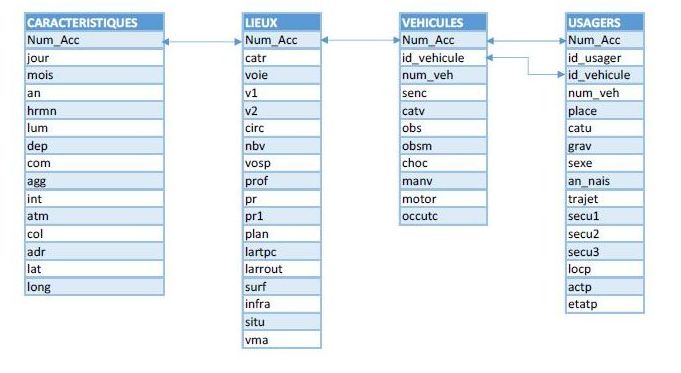 CARACTERISTIQUES
Num_Acc
jour
mois
an
hrmn
lum
dep
com
agg
int
atm
col
adr
lat
long
LIEUX
Num_Acc
catr
voie
v1
v2
circ
nbv
vosp
prof
pr
pr1
plan
lartpc
larrout
surf
infra
situ
vma
VEHICULES
Num_Acc
id_vehicule
num_veh
senc
catv
obs
obsm
choc
manv
motor
occutc
USAGERS
Num_Acc
id_usager
id_vehicule
num_veh
place
catu
grav
sexe
an_nais
trajet
secu1
secu2
secu3
locp
actp
etatp